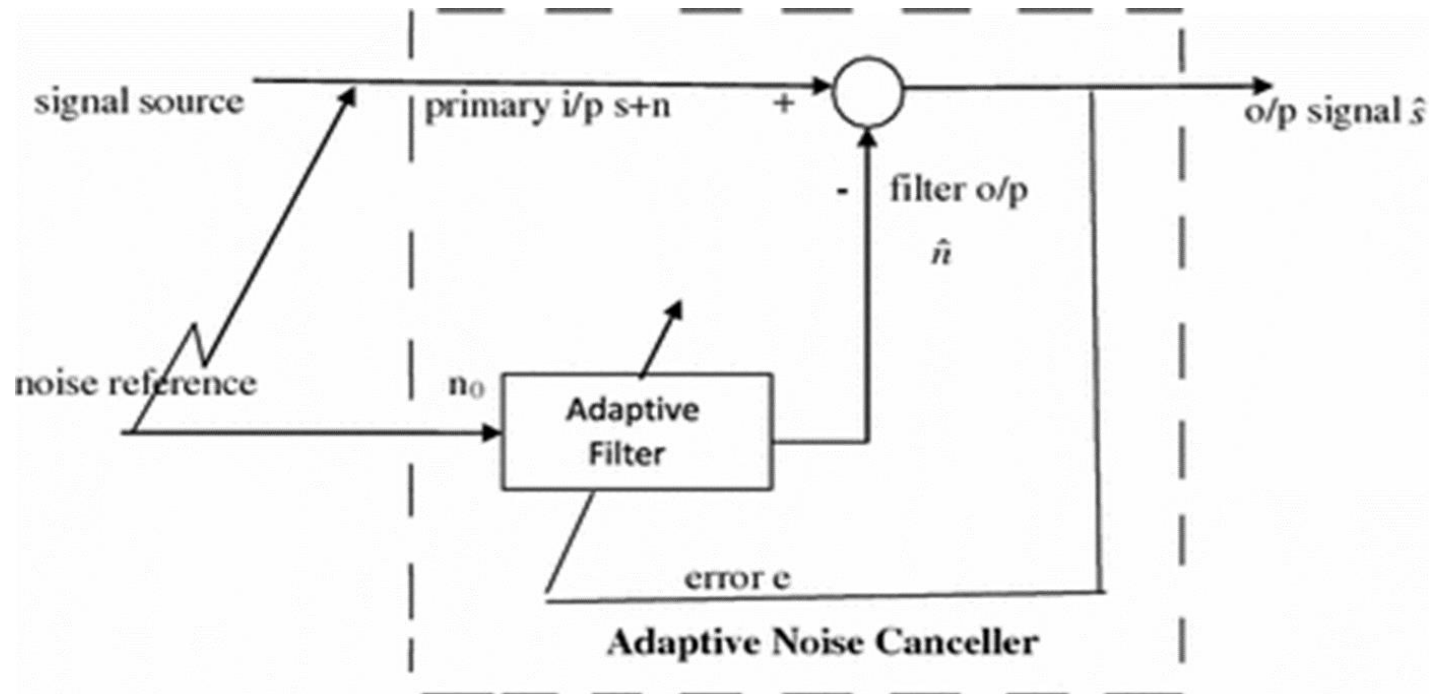 signal source
primary i/p s+n
+
o/p signal ŝ
-
filter o/p
n̂
noise reference
n₀
Adaptive
Filter
error e
Adaptive Noise Canceller